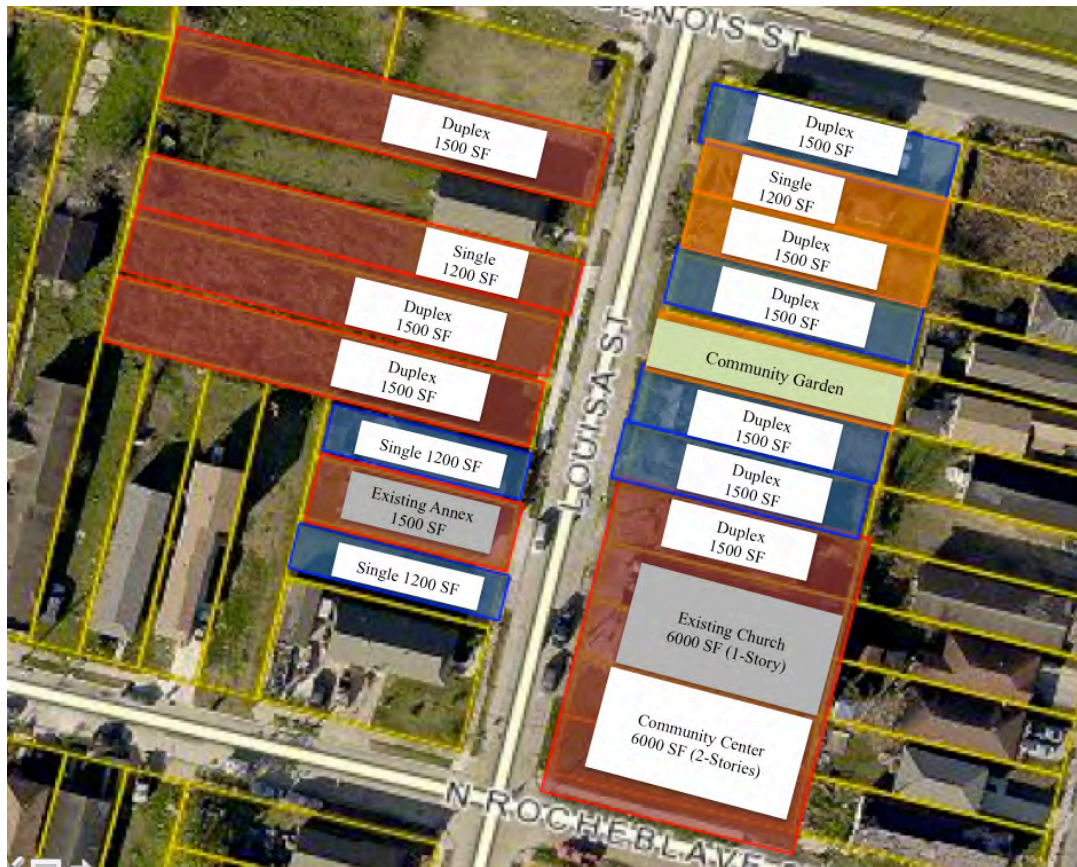 ENOIS ST
Duplex
1500 SF
Duplex
1500 SF
Single
1200 SF
Single
1200 SF
Duplex
1500 SF
Duplex
1500 SF
Duplex
1500 SF
LOUISA ST
Community Garden
Duplex
1500 SF
Duplex
1500 SF
Single 1200 SF
Duplex
1500 SF
Existing Annex
1500 SF
Duplex
1500 SF
Single 1200 SF
Existing Church
6000 SF (1-Story)
Community Center
6000 SF (2-Stories)
N ROCHEBLAVE S